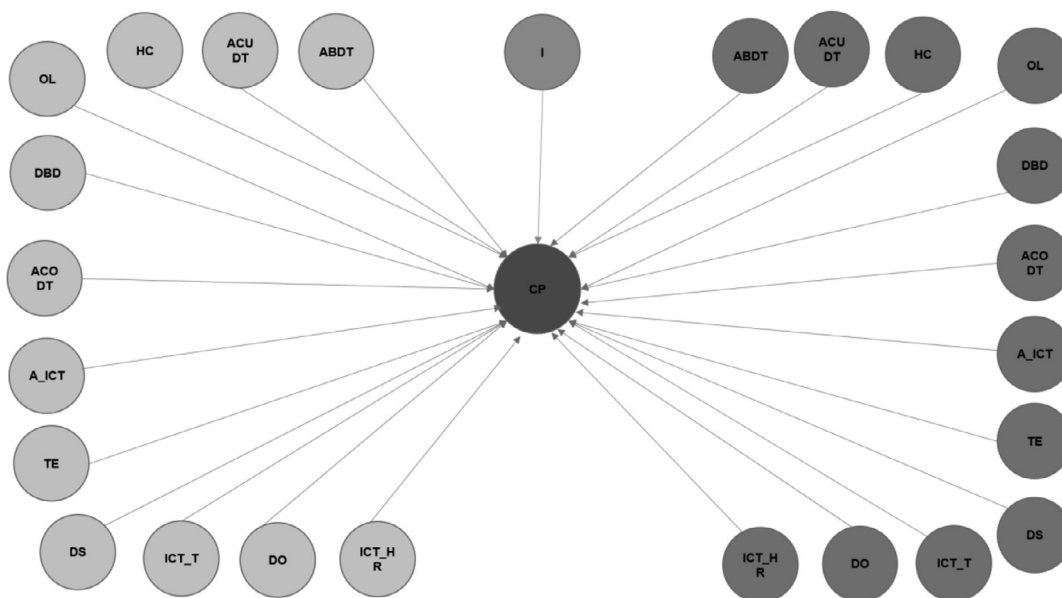 HC
ACU
DT
ABDT
I
ABDT
ACU
DT
HC
OL
OL
DBD
DBD
ACO
DT
ACO
DT
CP
A_ICT
A_ICT
TE
TE
DS
ICT_T
DO
ICT_H
R
ICT_H
R
DO
ICT_T
DS